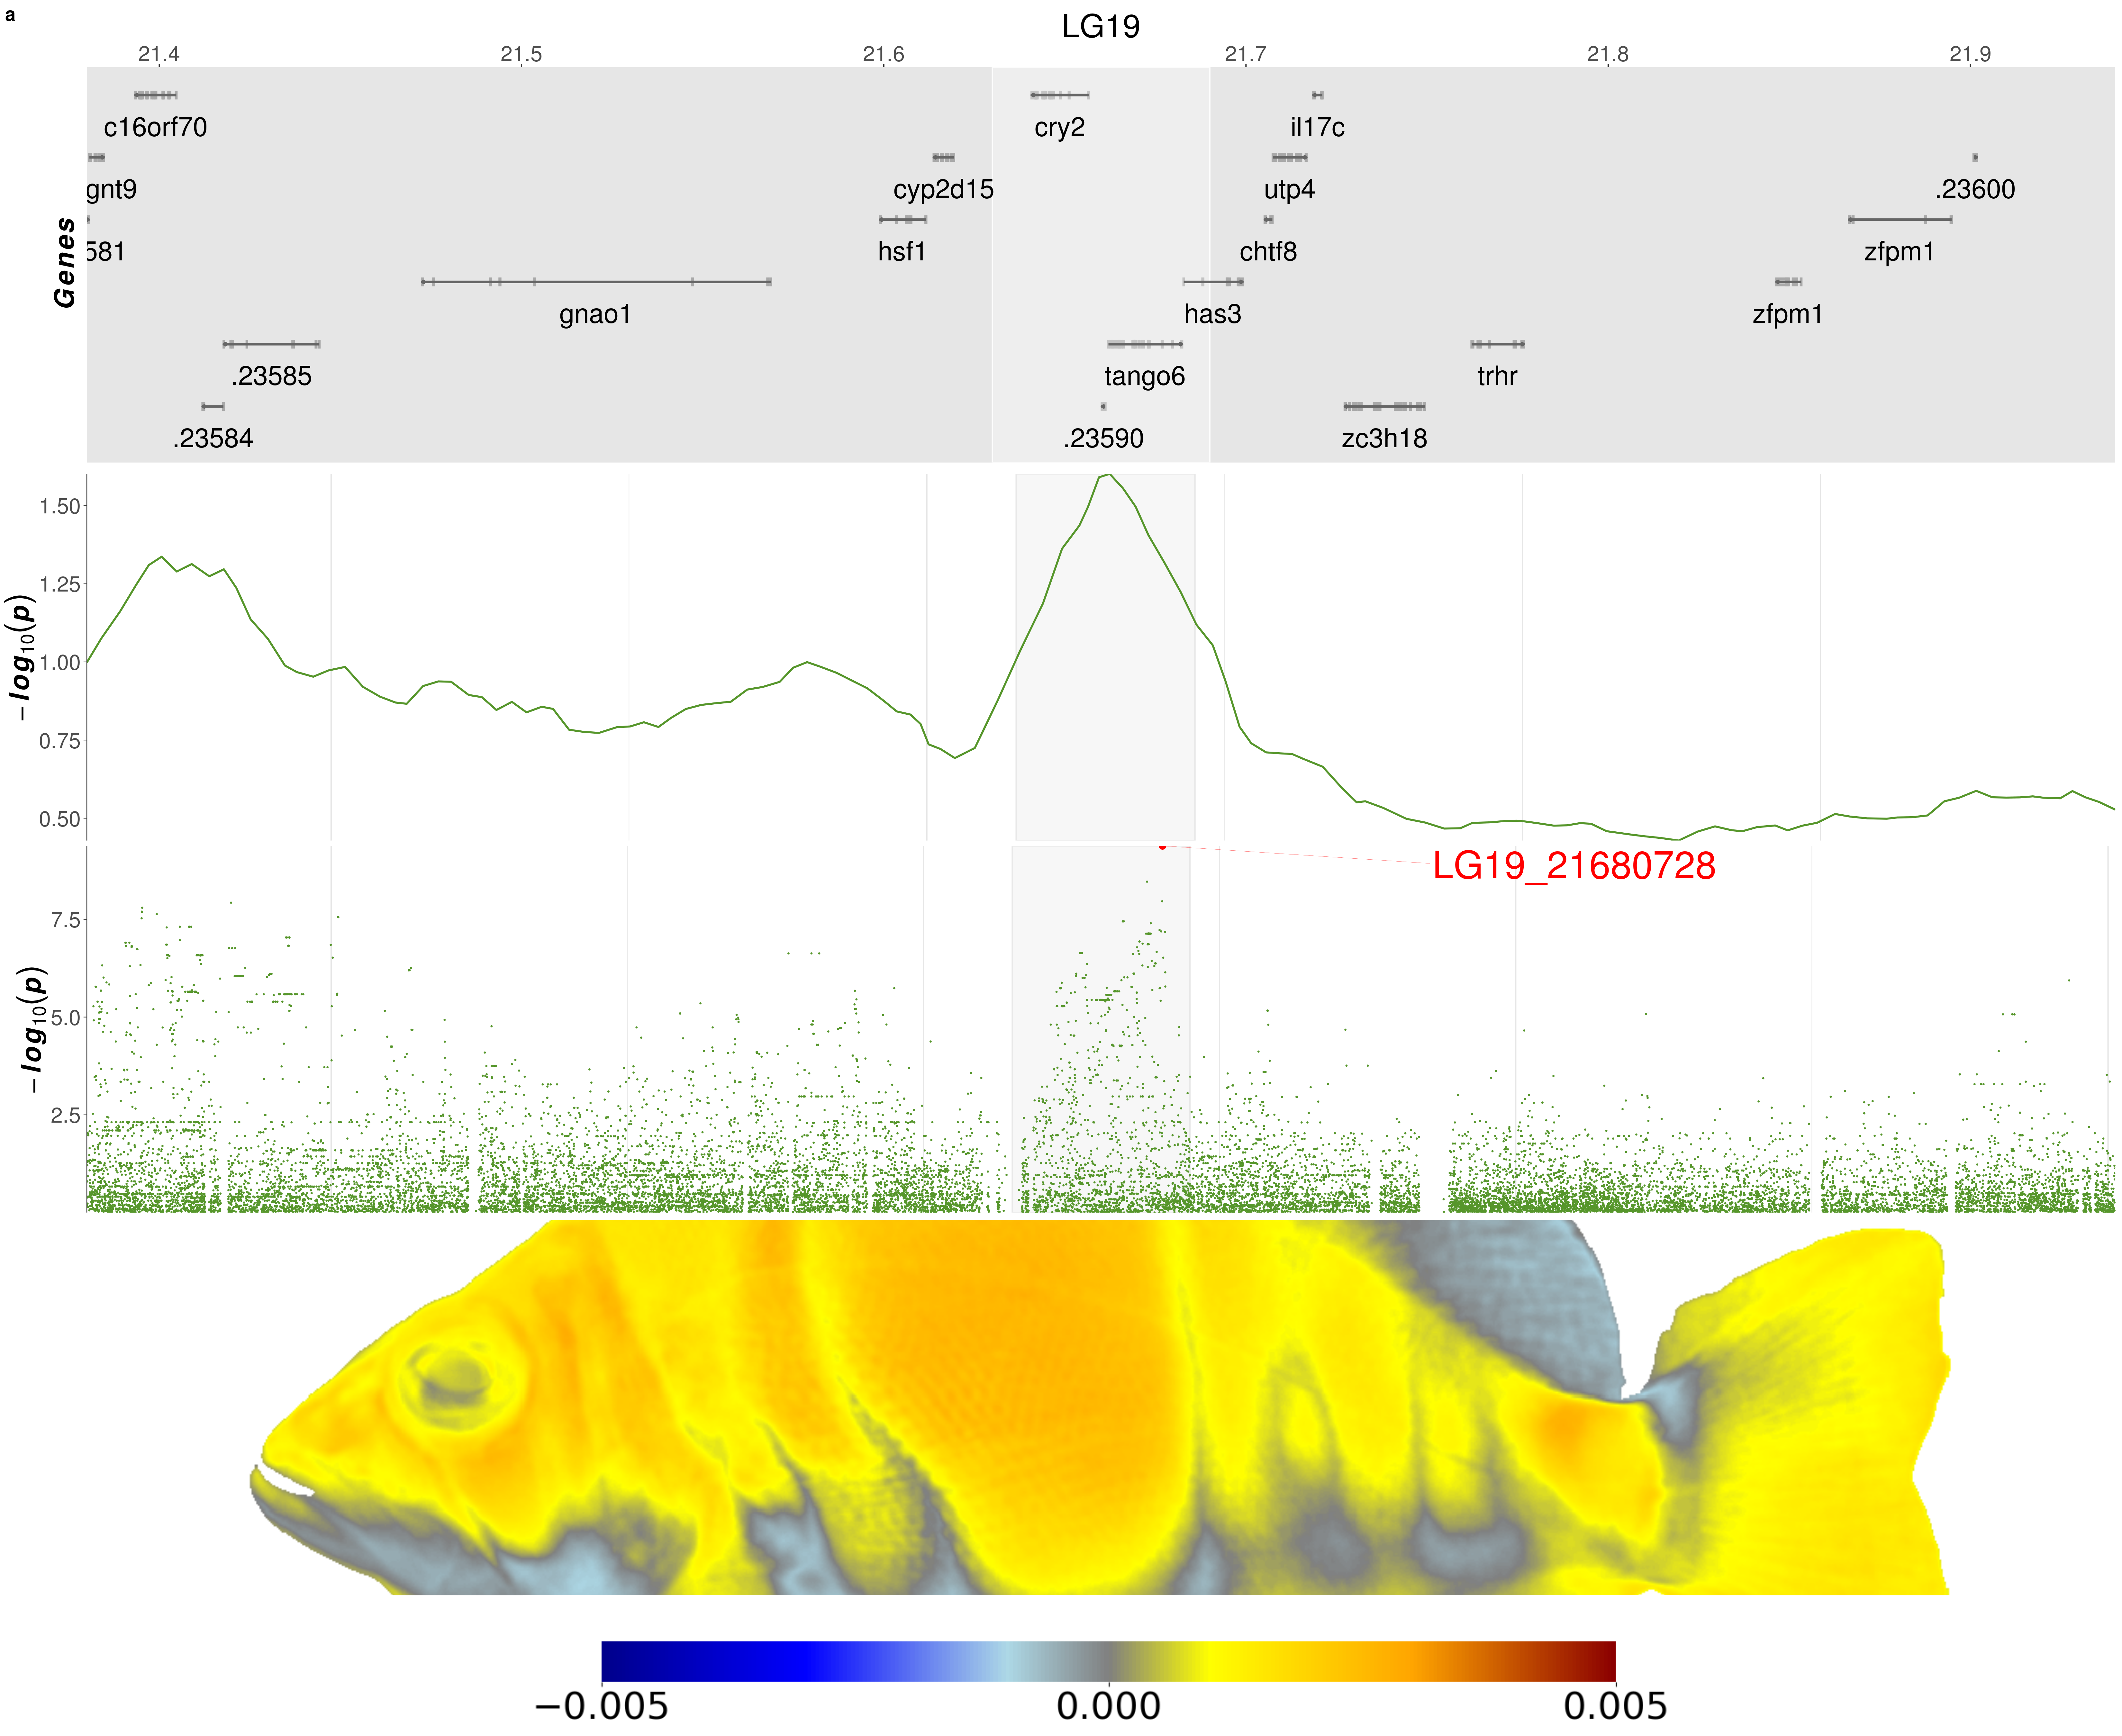 a
LG19
21.4 21.5 21.6 21.7 21.8 21.9
c16orf70 cry2 il17c
gnt9 cyp2d15 utp4 .23600
Genes
581 hsf1 chtf8 zfpm1
gnao1 has3 zfpm1
.23585 tango6 trhr
.23584 .23590 zc3h18
−log10(p)
1.50
1.25
1.00
0.75
0.50
LG19_21680728
−log10(p)
7.5
5.0
2.5
−0.005 0.000 0.005